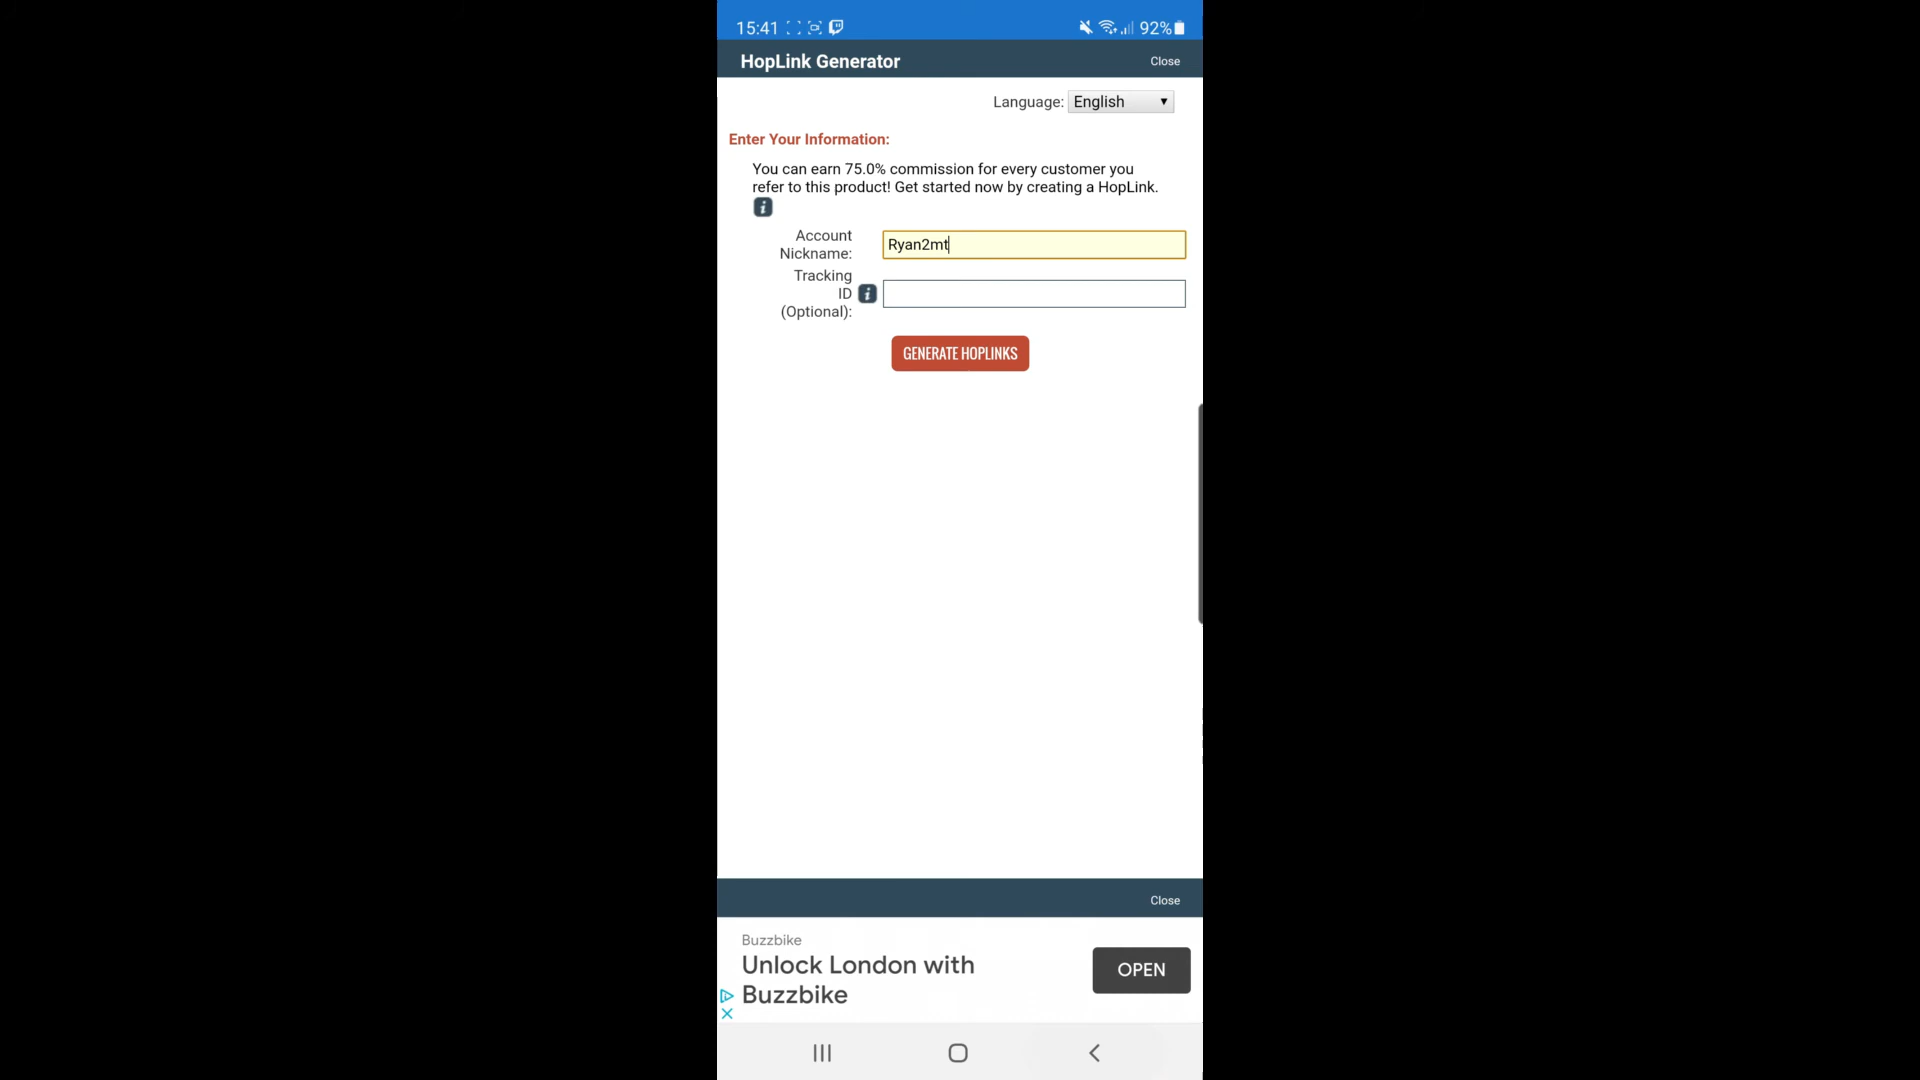 15:41 92%
HopLink Generator Close
Language: English
Enter Your Information:
You can earn 75.0% commission for every customer you
refer to this product! Get started now by creating a HopLink.
i
Account
Nickname:
Ryan2mt
Tracking
ID
(Optional):
i
GENERATE HOPLINKS
Close
Buzzbike
Unlock London with
Buzzbike
OPEN